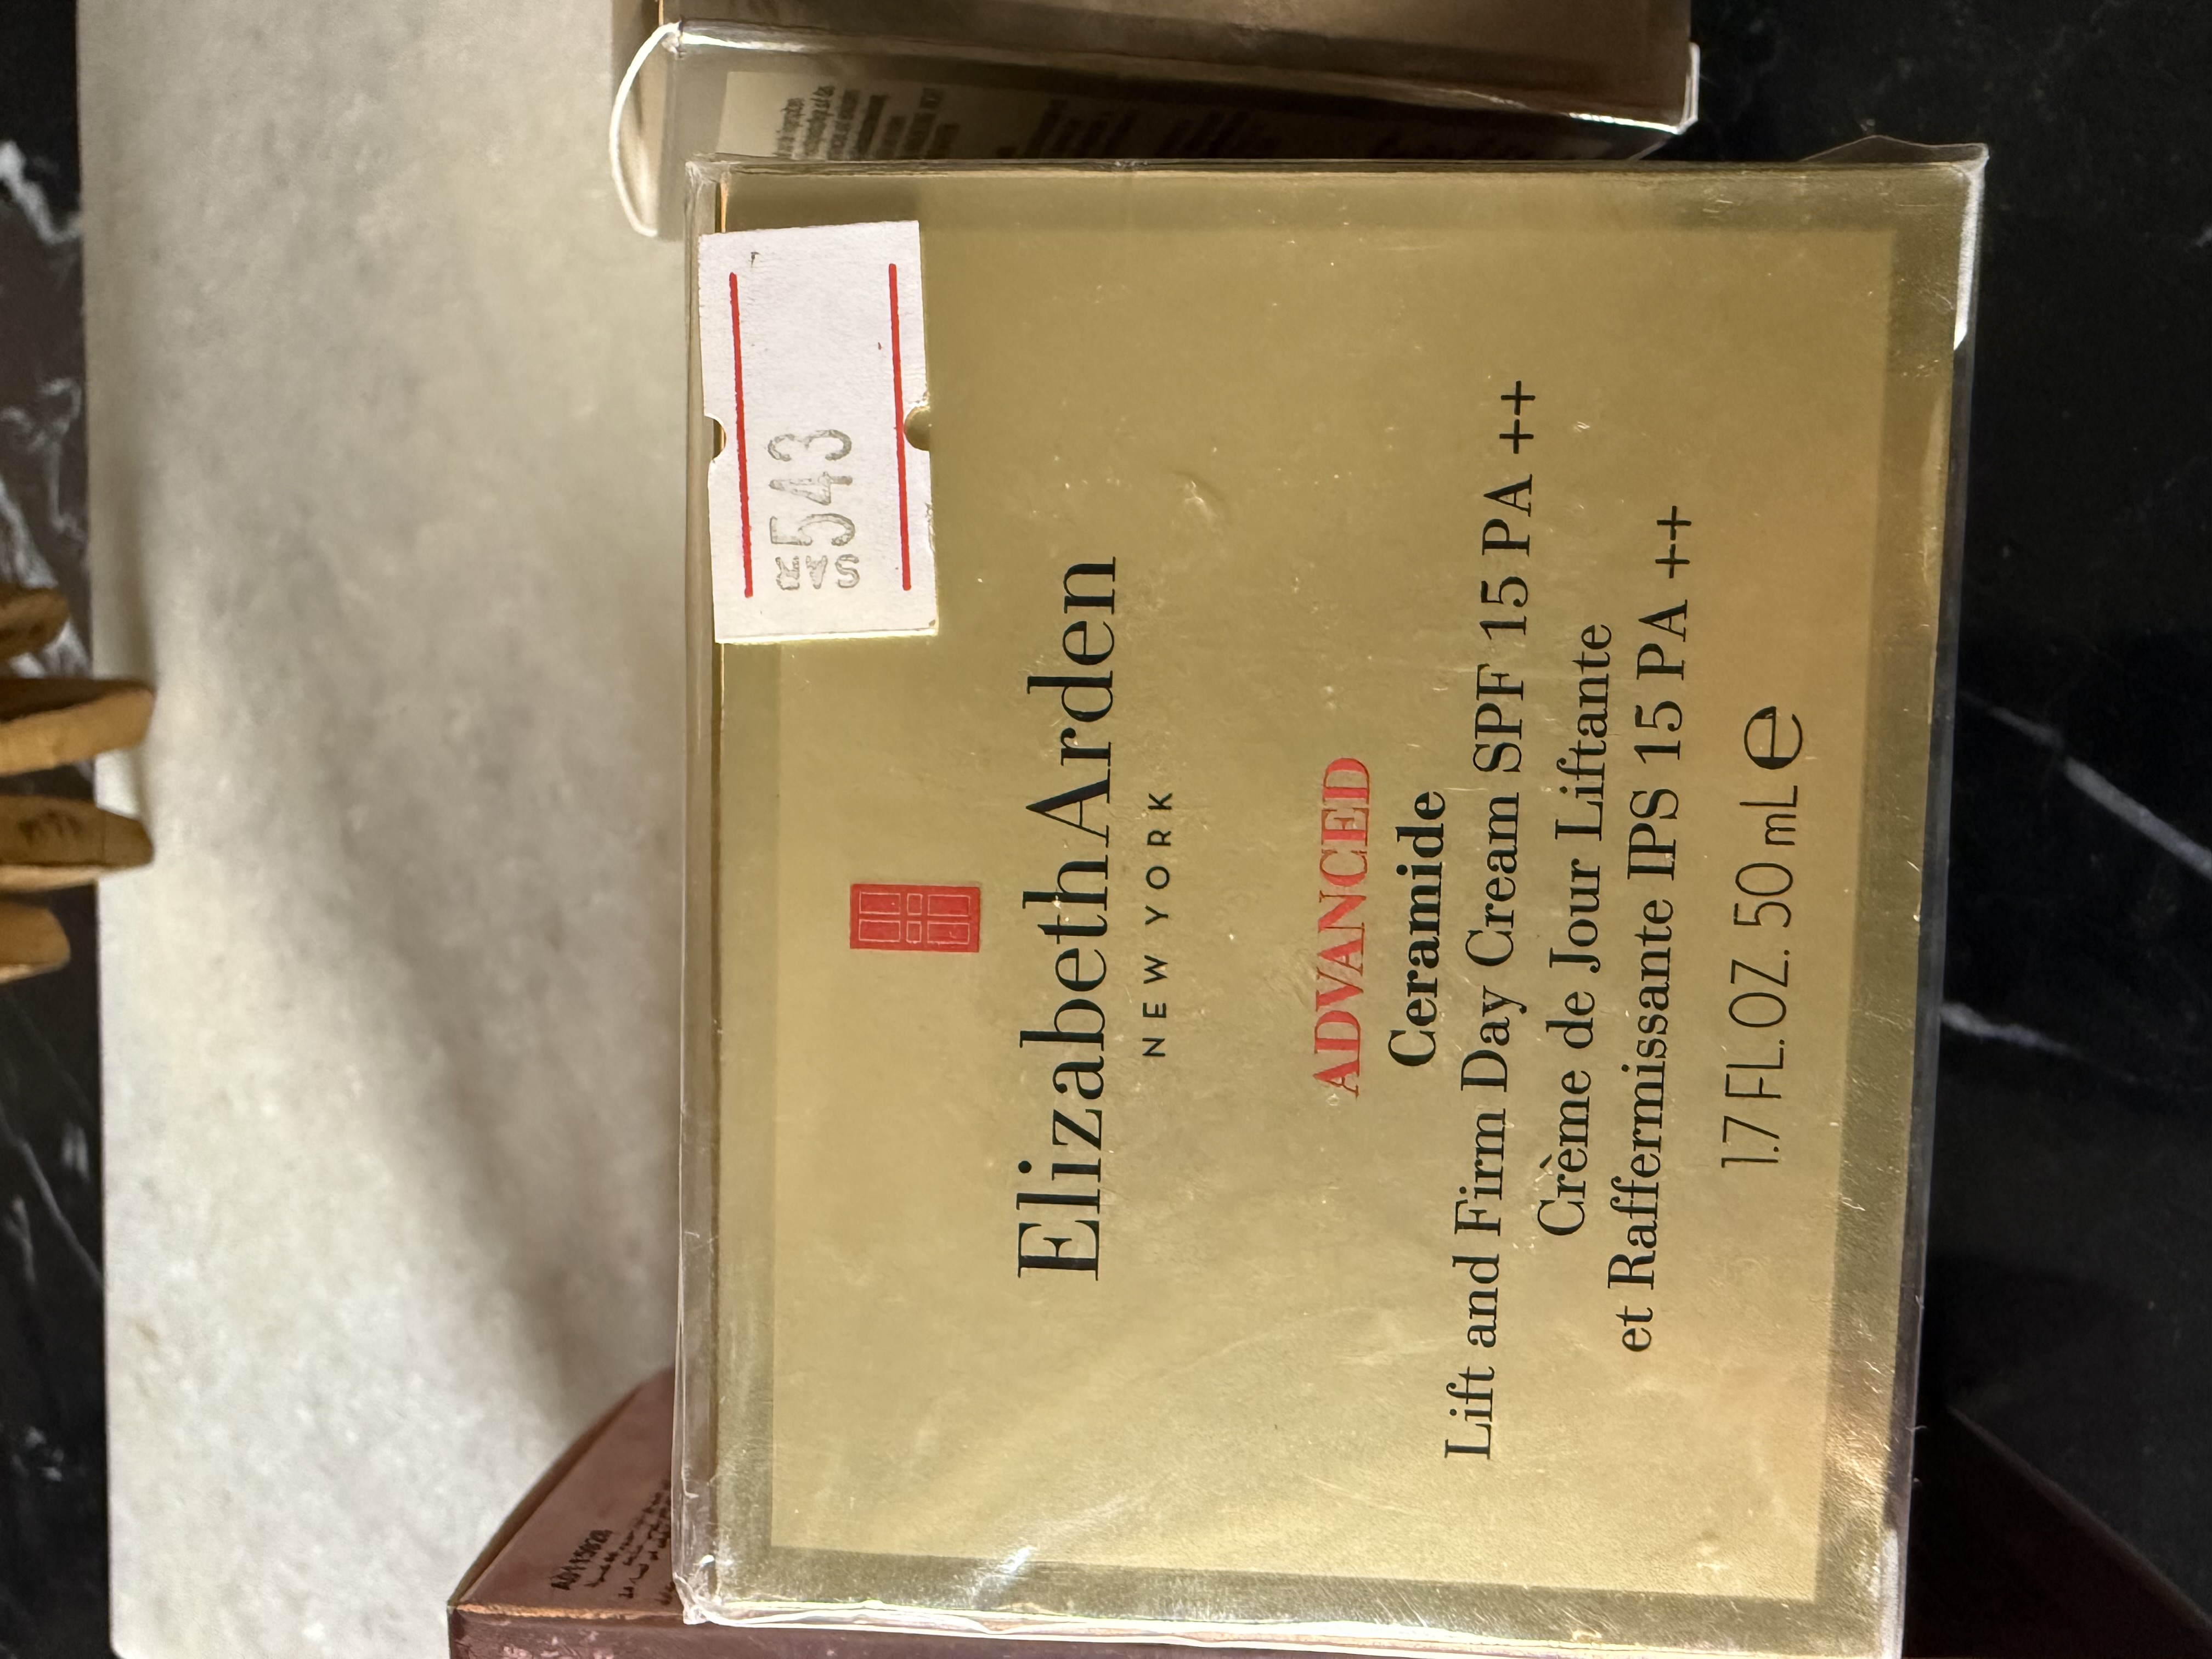 SAR 543
ElizabethArden
NEW YORK
ADVANCED
Ceramide
Lift and Firm Day Cream SPF 15 PA ++
Crème de Jour Liftante
et Raffermissante IPS 15 PA ++
1.7 FL. OZ. 50 mL e